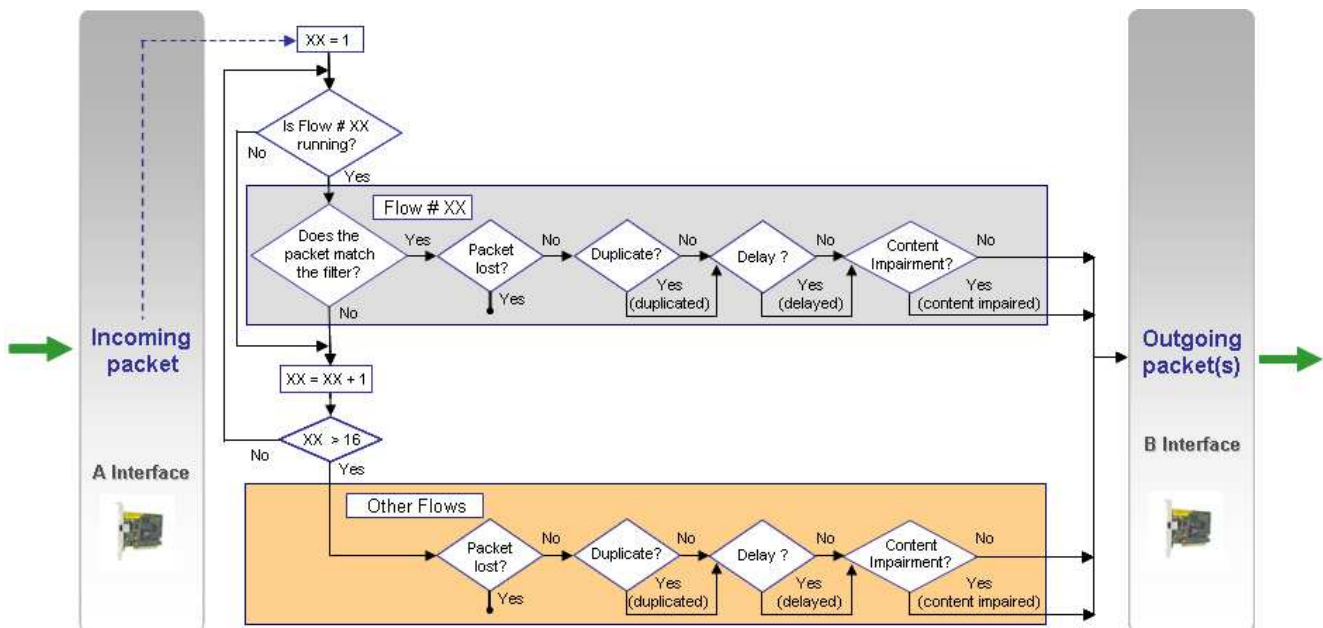 XX = 1
Is Flow # XX
running?
No
Yes
Flow # XX
Does the
packet match
the filter?
Yes
Packet
lost?
No
Duplicate?
No
Delay ?
No
Content
Impairment?
No
Yes
Yes
(duplicated)
Yes
(delayed)
Yes
(content impaired)
No
Incoming
packet
Outgoing
packet(s)
XX = XX + 1
XX > 16
No
Yes
A Interface
B Interface
Other Flows
Packet
lost?
No
Duplicate?
No
Delay ?
No
Content
Impairment?
No
Yes
Yes
(duplicated)
Yes
(delayed)
Yes
(content impaired)